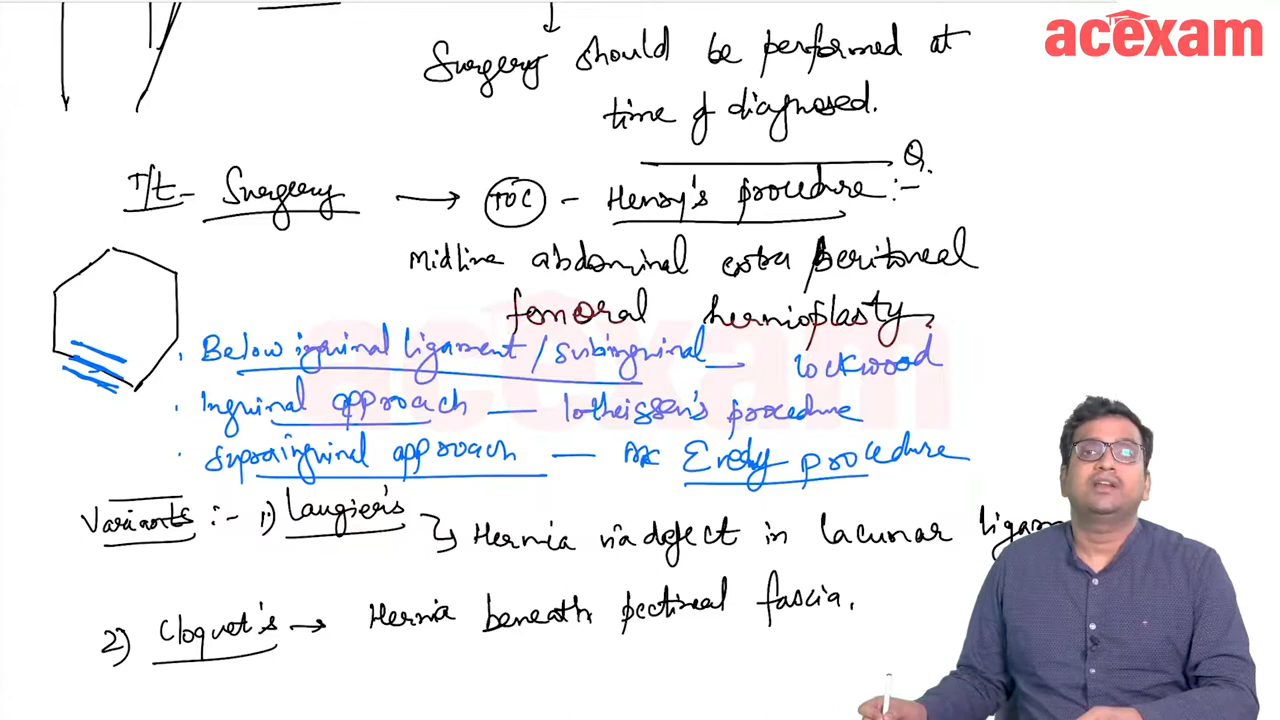 acexam
Surgery should be performed at
time of diagnosed.
Q.
T/t - Surgery → TOC - Henry's procedure :-
Midline abdominal extra peritoneal
femoral hernioplasty.
. Below inguinal ligament / subinguinal — lockwood
. Inguinal approach — lotheissen's procedure
. Suprainguinal approach — Mc Evedy procedure
Variants :- 1) Laugier's
↳ Hernia via defect in lacunar ligam
2) Cloquet's → Hernia beneath pectineal fascia.
acexam